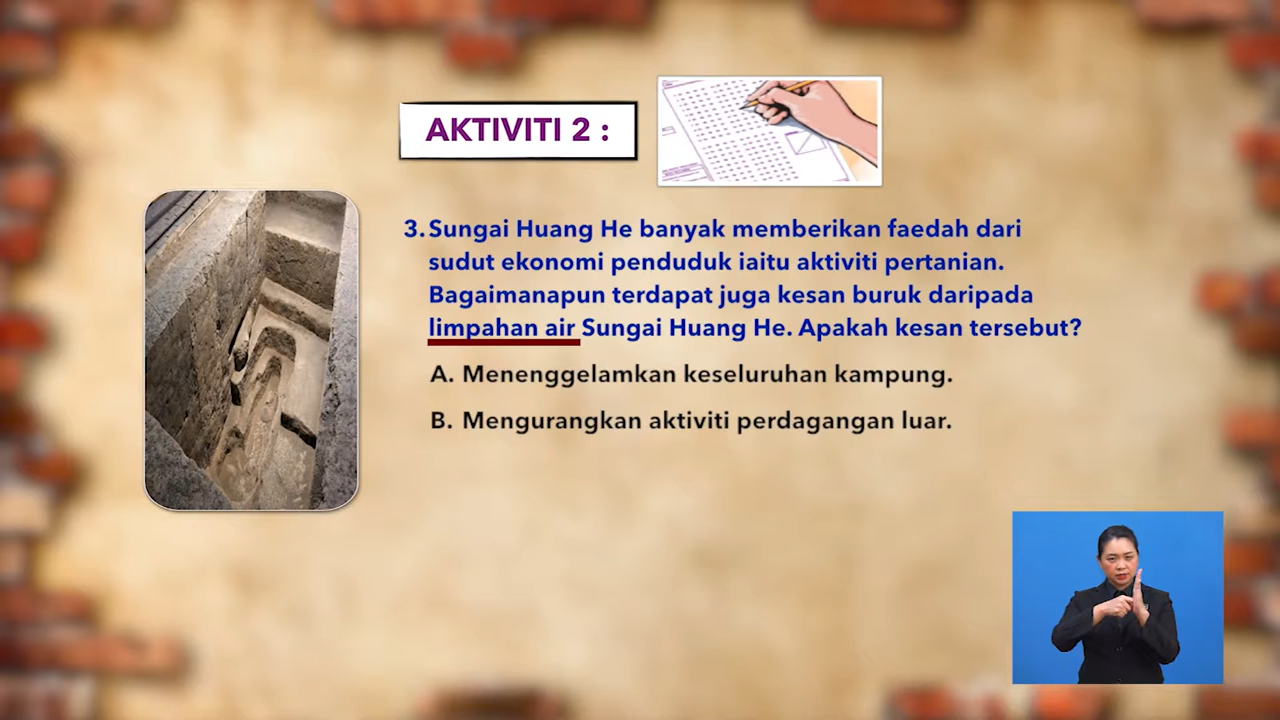 AKTIVITI 2 :
3. Sungai Huang He banyak memberikan faedah dari
sudut ekonomi penduduk iaitu aktiviti pertanian.
Bagaimanapun terdapat juga kesan buruk daripada
limpahan air Sungai Huang He. Apakah kesan tersebut?
A. Menenggelamkan keseluruhan kampung.
B. Mengurangkan aktiviti perdagangan luar.